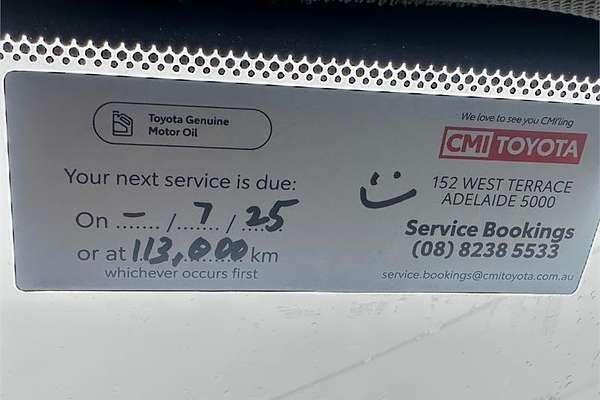 Toyota Genuine
Motor Oil
Your next service is due:
On - / 7 / 25
or at 113,000 km
whichever occurs first
We love to see you CMI'ling
CMI TOYOTA
152 WEST TERRACE
ADELAIDE 5000
Service Bookings
(08) 8238 5533
service.bookings@cmitoyota.com.au